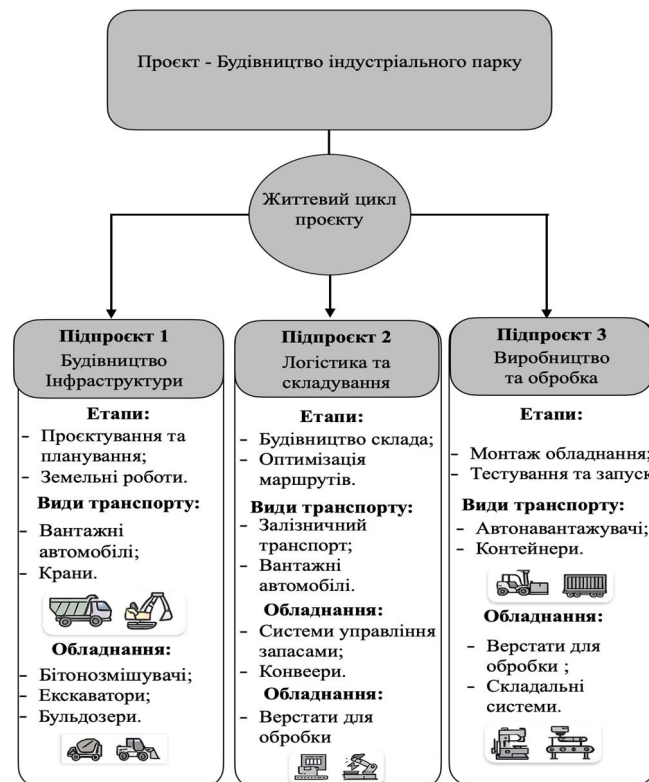 Проєкт - Будівництво індустріального парку
Життєвий цикл
проєкту
Підпроєкт 1
Будівництво
Інфраструктури
Етапи:
- Проєктування та
планування;
- Земельні роботи.
Види транспорту:
- Вантажні
автомобілі;
- Крани.
Обладнання:
- Бітонозмішувачі;
- Екскаватори;
- Бульдозери.
Підпроєкт 2
Логістика та
складування
Етапи:
- Будівництво склада;
- Оптимізація
маршрутів.
Види транспорту:
- Залізничний
транспорт;
- Вантажні
автомобілі.
Обладнання:
- Системи управління
запасами;
- Конвеери.
Обладнання:
- Верстати для
обробки
Підпроєкт 3
Виробництво
та обробка
Етапи:
- Монтаж обладнання;
- Тестування та запуск
Види транспорту:
- Автонавантажувачі;
- Контейнери.
Обладнання:
- Верстати для
обробки ;
- Складальні
системи.